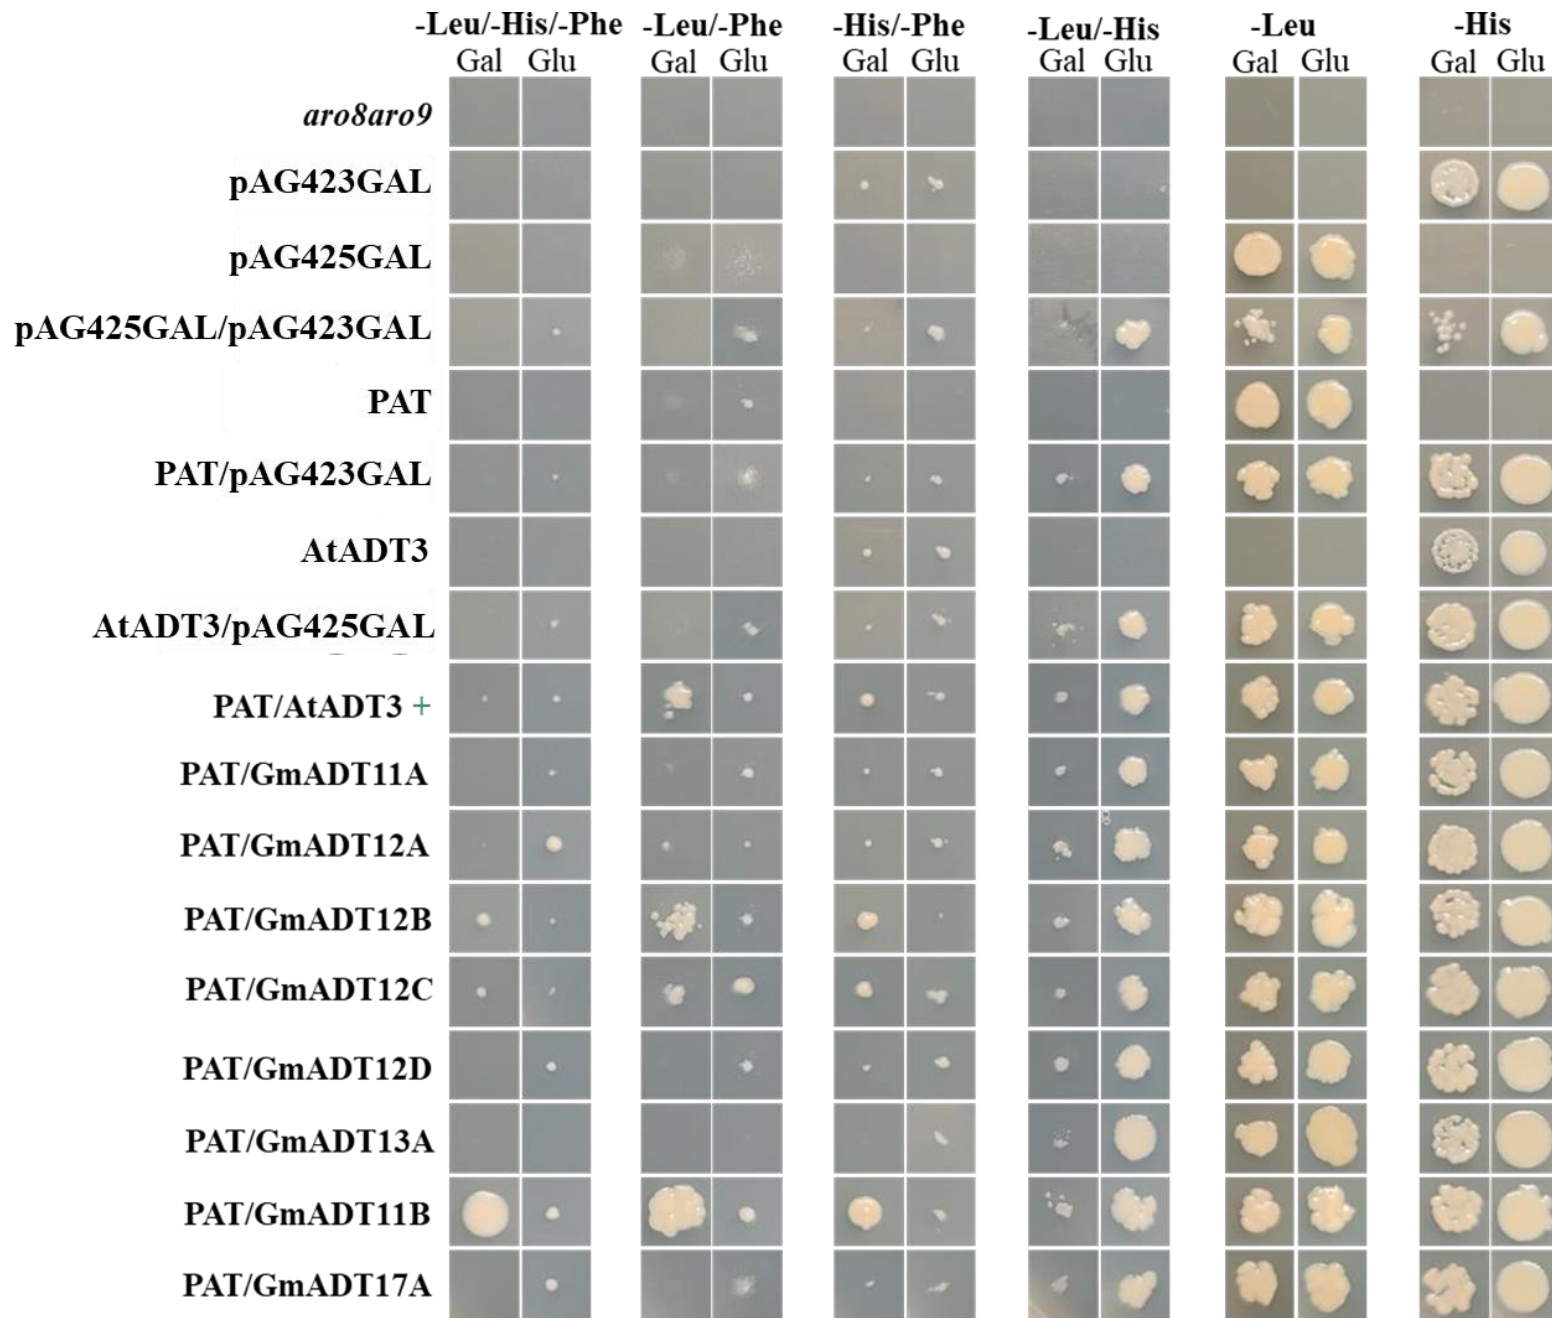 -Leu/-His/-Phe -Leu/-Phe -His/-Phe -Leu/-His -Leu -His
Gal Glu Gal Glu Gal Glu Gal Glu Gal Glu Gal Glu
aro8aro9
pAG423GAL
pAG425GAL
pAG425GAL/pAG423GAL
PAT
PAT/pAG423GAL
AtADT3
AtADT3/pAG425GAL
PAT/AtADT3 +
PAT/GmADT11A
PAT/GmADT12A
PAT/GmADT12B
PAT/GmADT12C
PAT/GmADT12D
PAT/GmADT13A
PAT/GmADT11B
PAT/GmADT17A